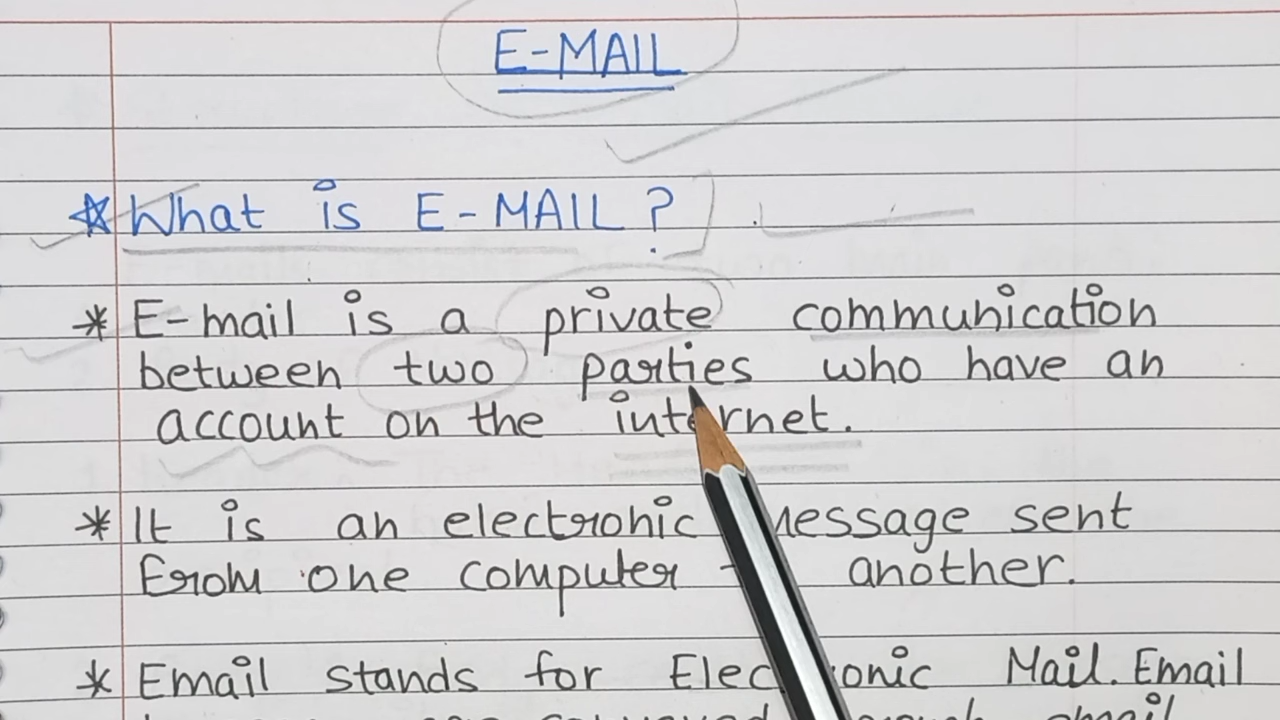 E-MAIL
What is E-MAIL?
* E-mail is a private communication
between two parties who have an
account on the internet.
* It is an electronic message sent
from one computer another.
* Email stands for Electronic Mail. Email
email